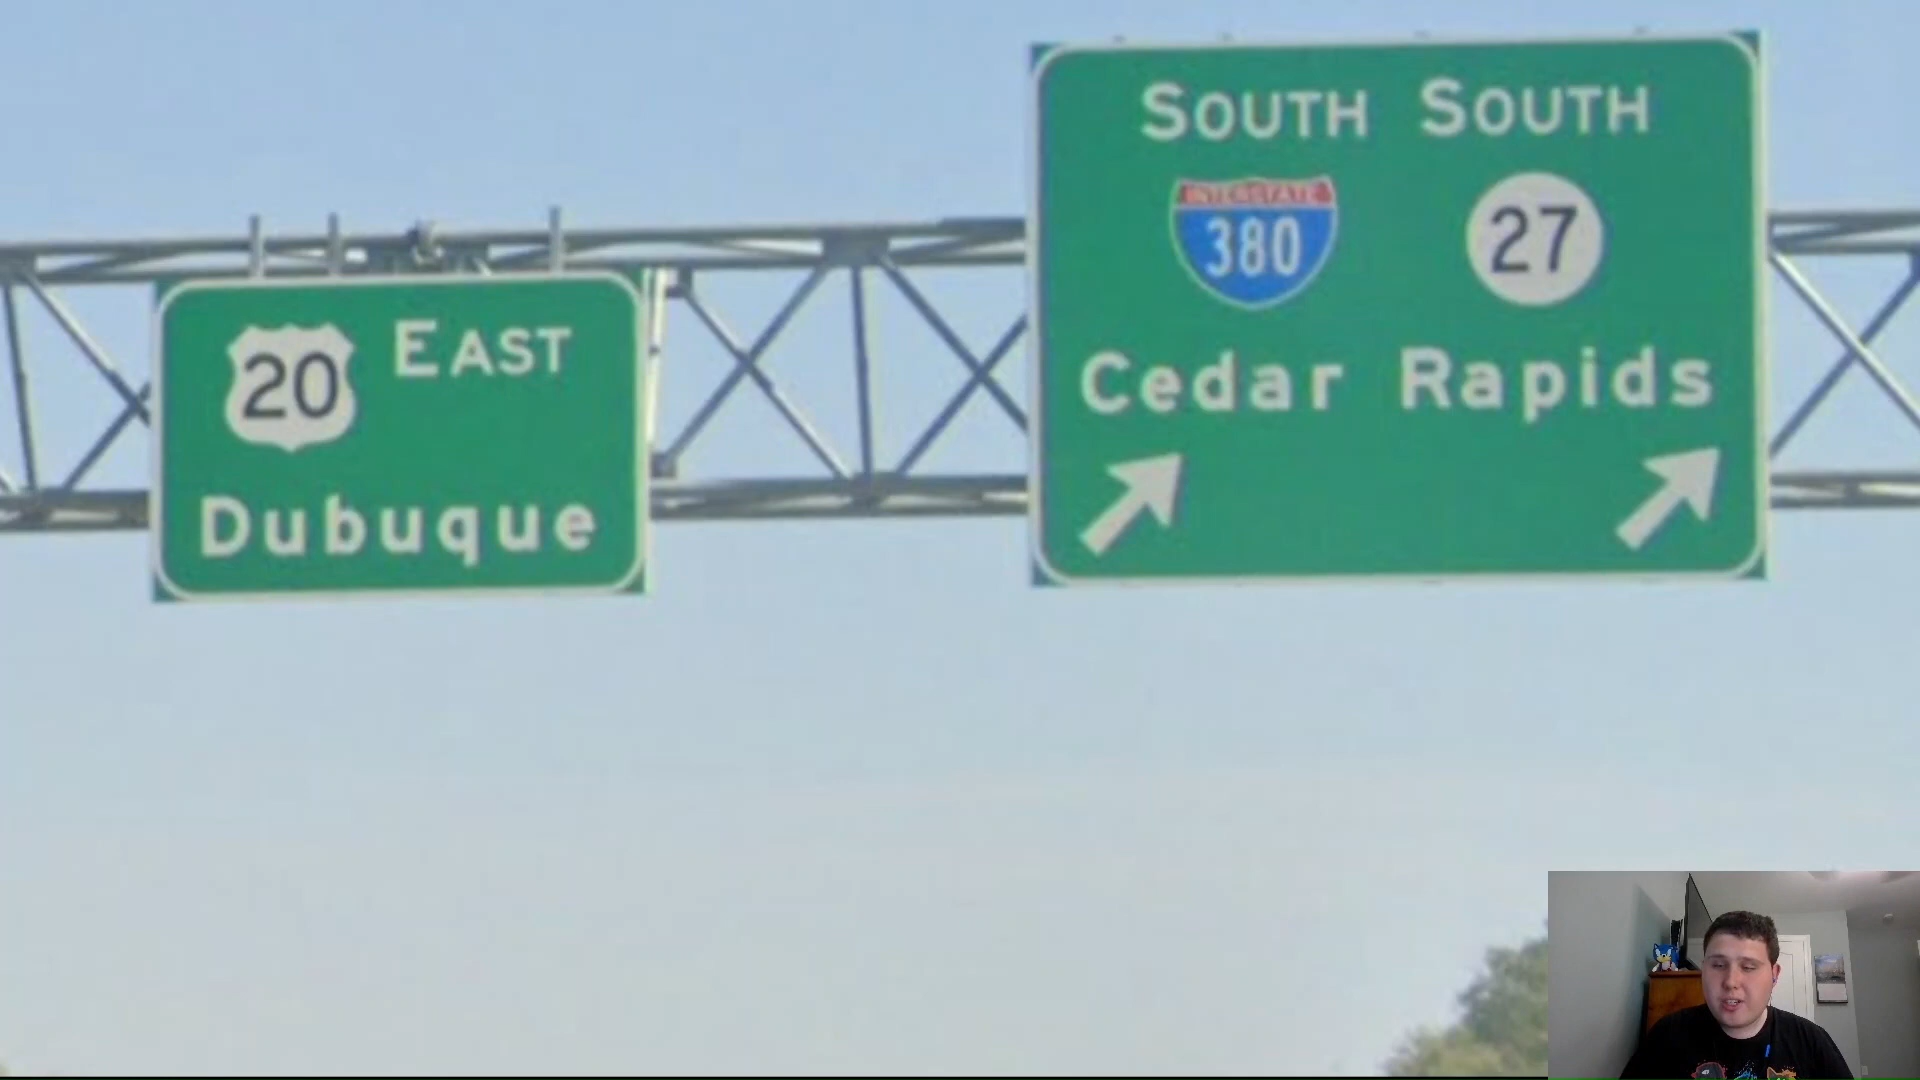 20 EAST
Dubuque
SOUTH SOUTH
INTERSTATE
380 27
Cedar Rapids